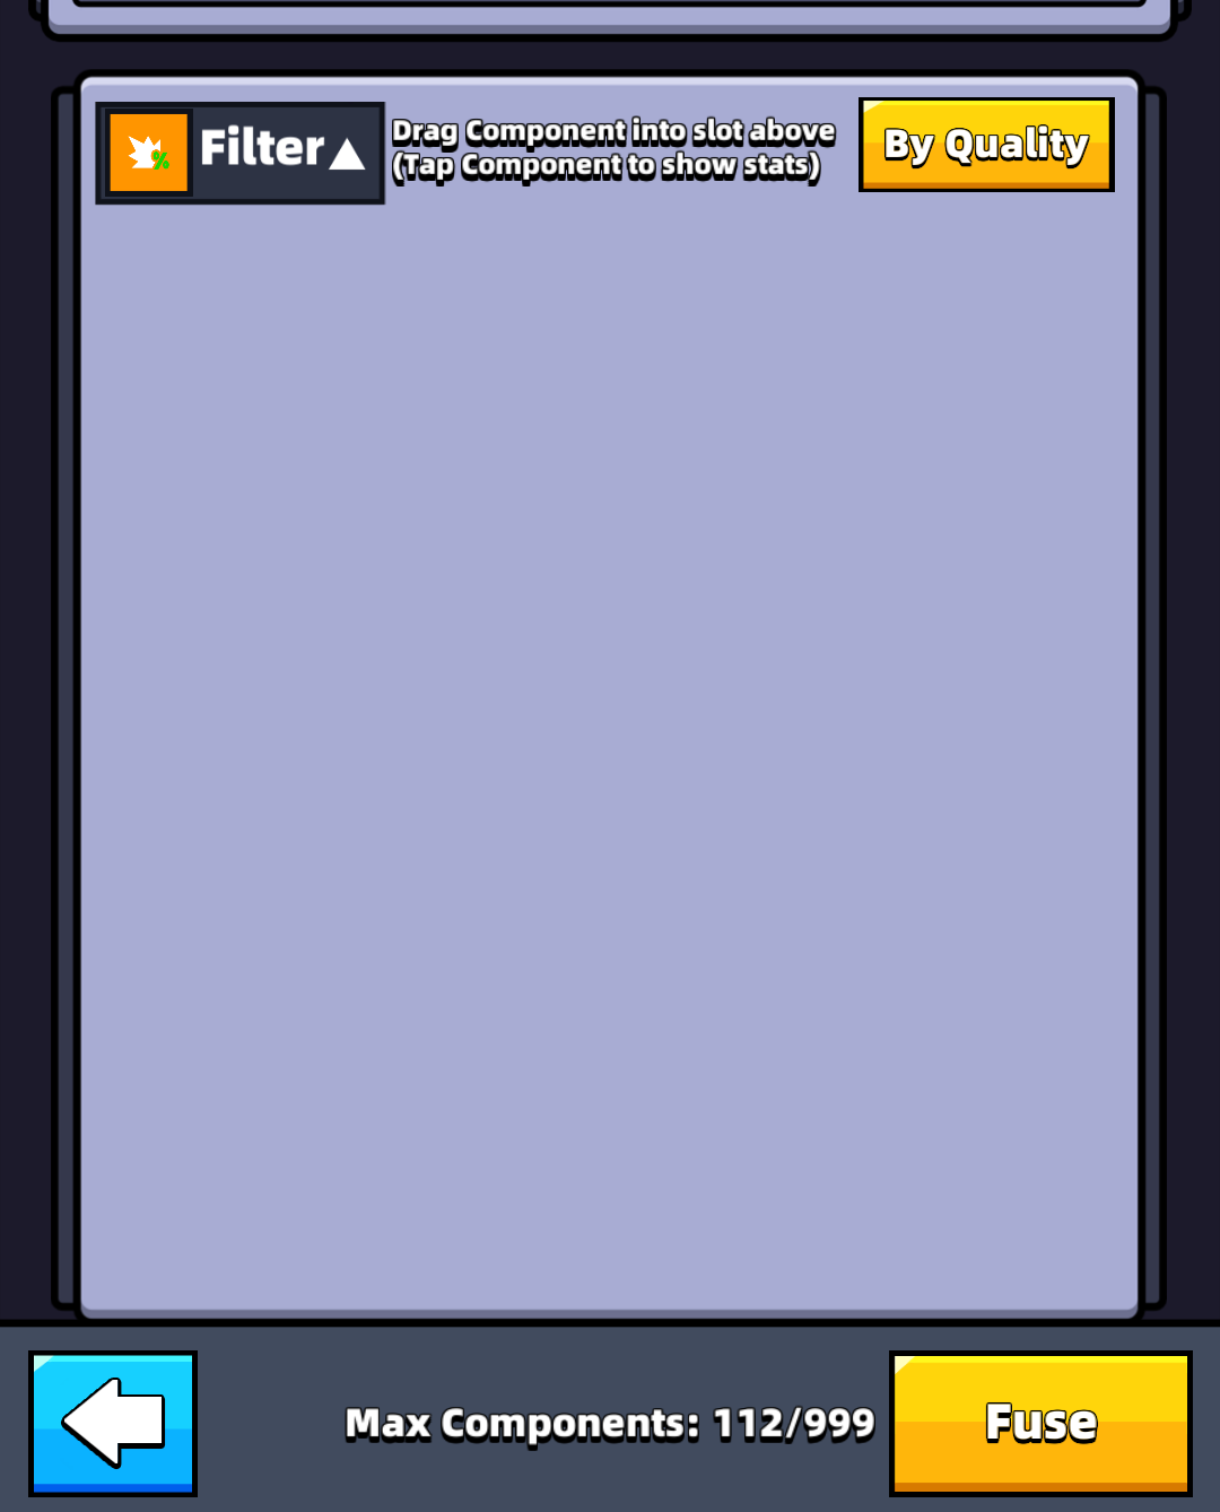 Filter
Drag Component into slot above
(Tap Component to show stats)
By Quality
%
Max Components: 112/999
Fuse